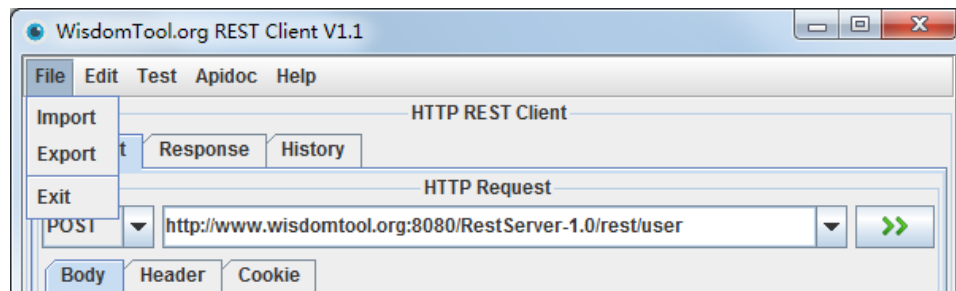 WisdomTool.org REST Client V1.1
File Edit Test Apidoc Help
Import
Export
Exit
HTTP REST Client
t Response History
HTTP Request
POST http://www.wisdomtool.org:8080/RestServer-1.0/rest/user >>
Body Header Cookie